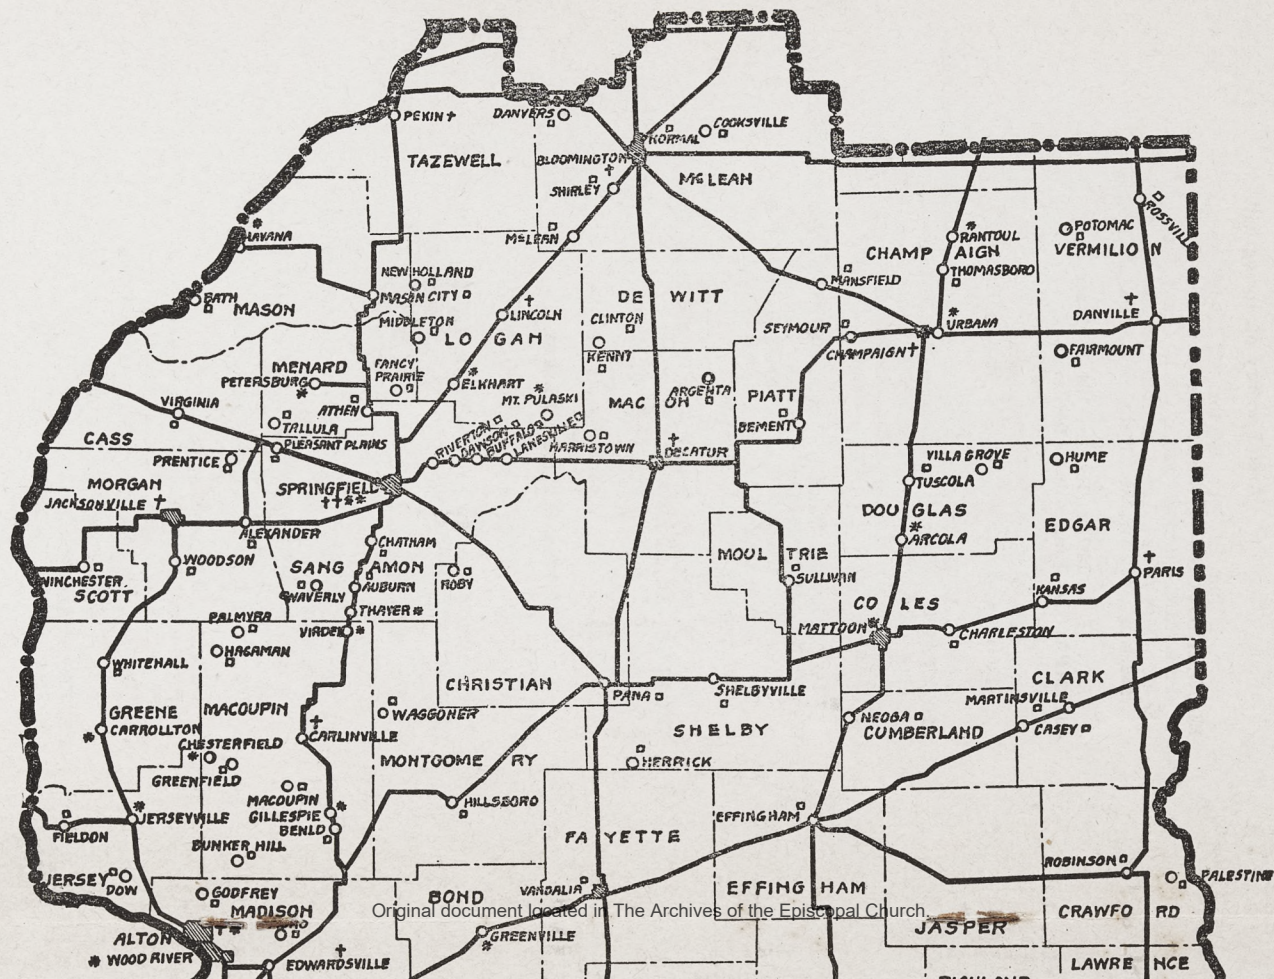 PEKIN †
DANVERS
NORMAL
COOKSVILLE
TAZEWELL
BLOOMINGTON
McLEAN
SHIRLEY
McLEAN
HAVANA
ROSSVILL
POTOMAC
VERMILION
RANTOUL
CHAMP AIGN
THOMASBORO
NEW HOLLAND
MASON CITY
MANSFIELD
BATH
MASON
DE WITT
LINCOLN
CLINTON
MIDDLETON
LOGAN
SEYMOUR
URBANA
DANVILLE
CHAMPAIGN †
KENNY
FAIRMOUNT
MENARD
FANCY
PRAIRIE
PETERSBURG
ELKHART
MT. PULASKI
ARGENTA
MACON
PIATT
VIRGINIA
ATHEN
TALLULA
BEMENT
CASS
PLEASANT PLAINS
RIVERTON
DAWSON
BUFFALO
LANESVILLE
HARRISTOWN
DECATUR
PRENTICE
VILLA GROVE
HUME
TUSCOLA
MORGAN
SPRINGFIELD
JACKSONVILLE †
DOUGLAS
ALEXANDER
EDGAR
ARCOLA
CHATHAM
MOULTRIE
WOODSON
SANGAMON
ROBY
SULLIVAN
PARIS
WINCHESTER
SCOTT
WAVERLY
AUBURN
KANSAS
THAYER *
COLES
PALMYRA
VIRDEN *
MATTOON *
CHARLESTON
HAGAMAN
WHITEHALL
CHRISTIAN
PANA
SHELBYVILLE
CLARK
MARTINSVILLE
GREENE
MACOUPIN
WAGGONER
NEOGA
CUMBERLAND
CASEY
CARROLLTON
SHELBY
CARLINVILLE
CHESTERFIELD
MONTGOMERY
HERRICK
GREENFIELD
MACOUPIN
HILLSBORO
GILLESPIE
JERSEYVILLE
EFFINGHAM
BENLD
FIELDON
FAYETTE
BUNKER HILL
ROBINSON
JERSEY
DOW
PALESTINE
GODFREY
BOND
VANDALIA
EFFINGHAM
MADISON
Original document located in The Archives of the Episcopal Church.
CRAWFORD
JASPER
ALTON
* WOOD RIVER
GREENVILLE
EDWARDSVILLE
LAWRENCE